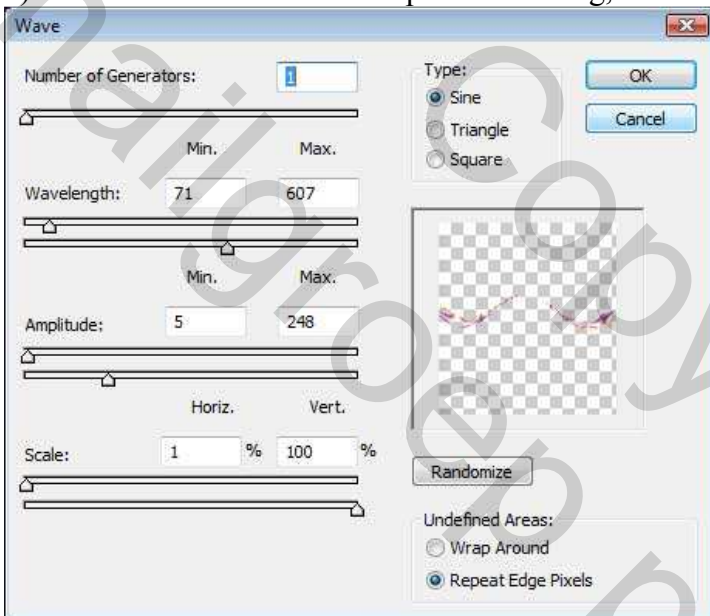 Wave
Number of Generators: 1
Min. Max.
Wavelength: 71 607
Min. Max.
Amplitude: 5 248
Horiz. Vert.
Scale: 1 % 100 %
Type:
Sine
Triangle
Square
OK
Cancel
Randomize
Undefined Areas:
Wrap Around
Repeat Edge Pixels
Copy